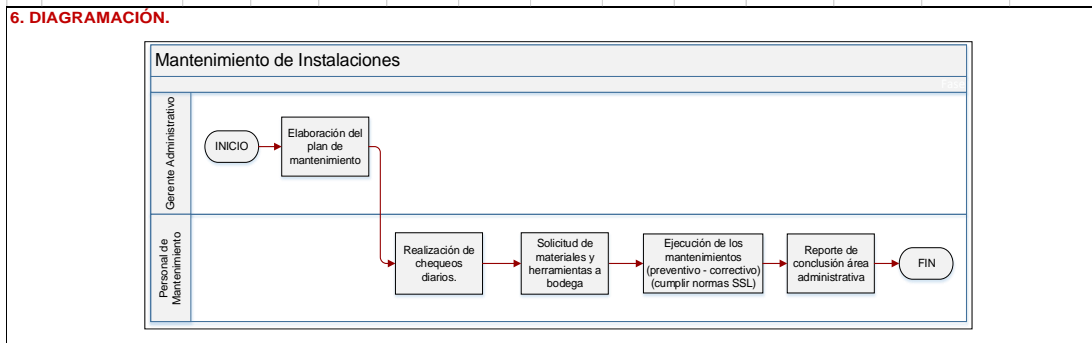 6. DIAGRAMACIÓN.
Mantenimiento de Instalaciones
Fase
Gerente Administrativo
INICIO
Elaboración del
plan de
mantenimiento
Personal de
Mantenimiento
Realización de
chequeos
diarios.
Solicitud de
materiales y
herramientas a
bodega
Ejecución de los
mantenimientos
(preventivo - correctivo)
(cumplir normas SSL)
Reporte de
conclusión área
administrativa
FIN